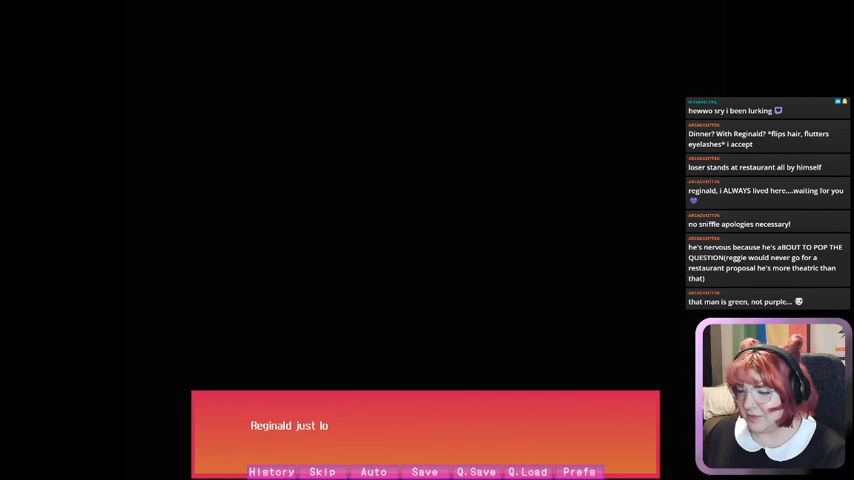 hewwo sry i been lurking
Dinner? With Reginald? *flips hair, flutters
eyelashes* i accept
loser stands at restaurant all by himself
reginald, i ALWAYS lived here....waiting for you
no sniffle apologies necessary!
he's nervous because he's aBOUT TO POP THE
QUESTION(reggie would never go for a
restaurant proposal he's more theatric than
that)
that man is green, not purple...
Reginald just lo
History Skip Auto Save Q.Save Q.Load Prefs